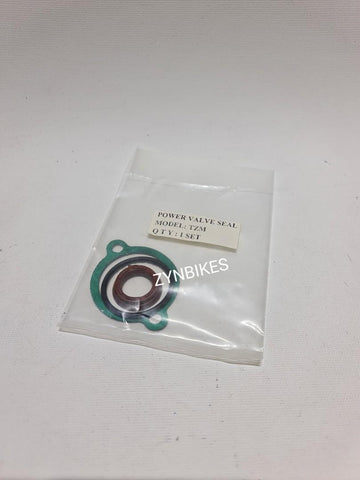 POWER VALVE SEAL
MODEL: TZM
Q T Y : 1 SET
ZYNBIKES